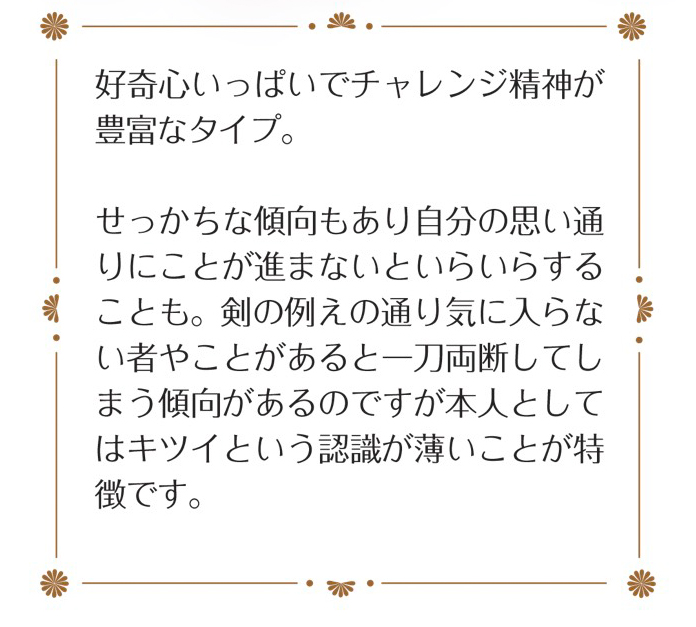 好奇心いっぱいでチャレンジ精神が
豊富なタイプ。
せっかちな傾向もあり自分の思い通
りにことが進まないといらいらする
ことも。剣の例えの通り気に入らな
い者やことがあると一刀両断してし
まう傾向があるのですが本人として
はキツイという認識が薄いことが特
徴です。